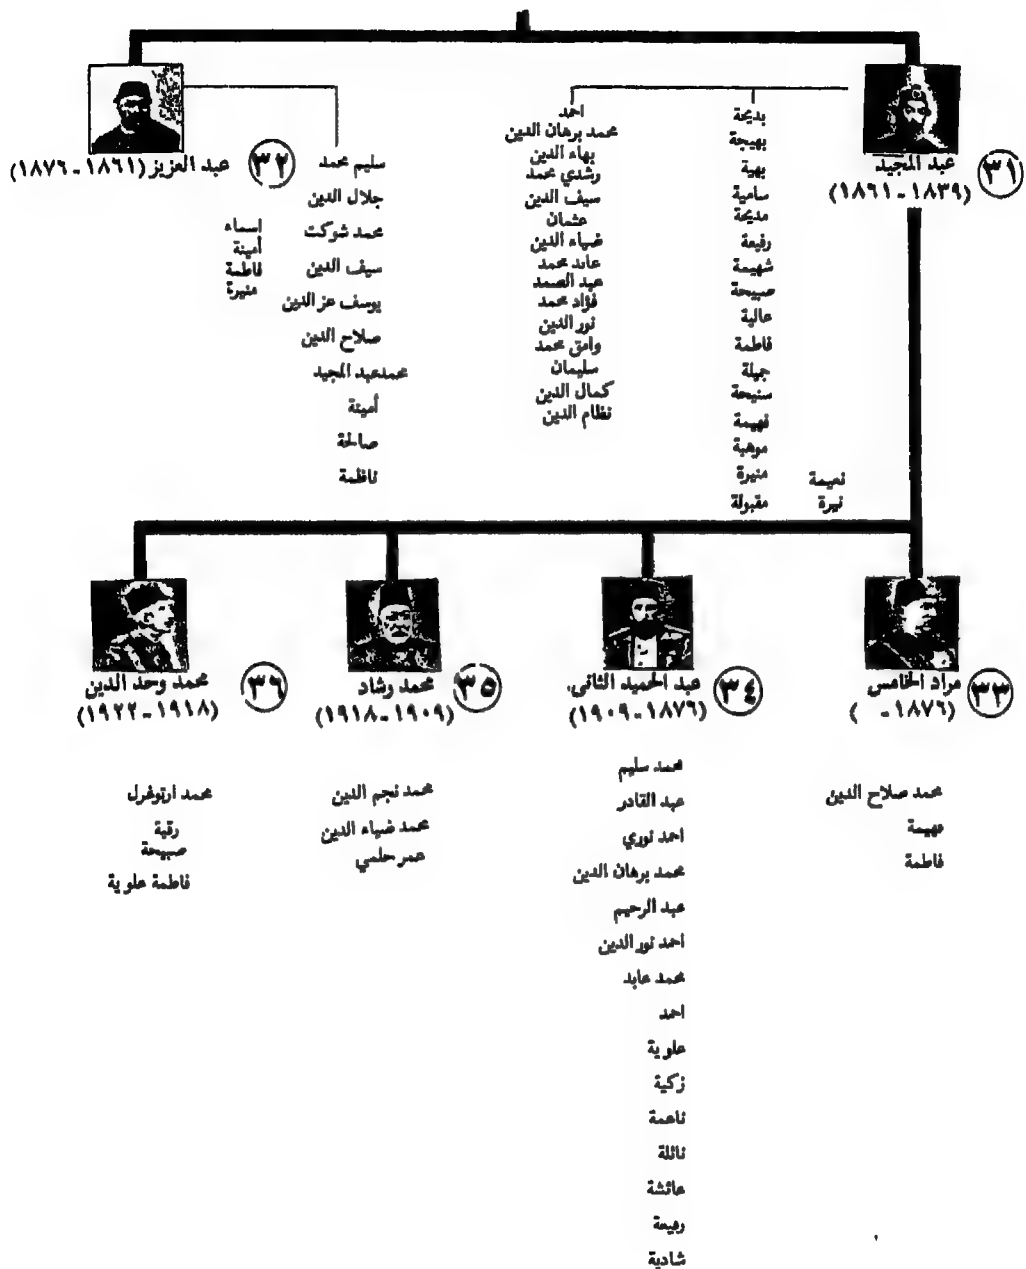 ٣١
عبد المجيد
(١٨٣٩ - ١٨٦١)
بديحة
بهيجة
بهية
سامية
مديحة
رفيعة
شهيمة
صبيحة
عالية
فاطمة
جميلة
سنيحة
فهيمة
موهبة
منيرة
مقبولة
نعيمة
نيرة
احمد
محمد برهان الدين
بهاء الدين
رشدي محمد
سيف الدين
عثمان
ضياء الدين
عابد محمد
عبد الصمد
فؤاد محمد
نور الدين
وامق محمد
سليمان
كمال الدين
نظام الدين
٣٢
عبد العزيز (١٨٦١ - ١٨٧٦)
سليم محمد
جلال الدين
محمد شوكت
سيف الدين
يوسف عز الدين
صلاح الدين
محمد عبد المجيد
أمينة
صالحة
ناظمة
اسماء
أمينة
فاطمة
منيرة
٣٣
مراد الخامس
(١٨٧٦ - )
محمد صلاح الدين
فاطمة
٣٤
عبد الحميد الثاني
(١٨٧٦ - ١٩٠٩)
محمد سليم
عبد القادر
احمد نوري
محمد برهان الدين
عبد الرحيم
احمد نور الدين
محمد عابد
احمد
علوية
زكية
ناعمة
نائلة
عائشة
رفيعة
شادية
٣٥
محمد رشاد
(١٩٠٩ - ١٩١٨)
محمد نجم الدين
محمد ضياء الدين
عمر حلمي
٣٦
محمد وحد الدين
(١٩١٨ - ١٩٢٢)
محمد ارتوغرل
رقية
صبيحة
فاطمة علوية